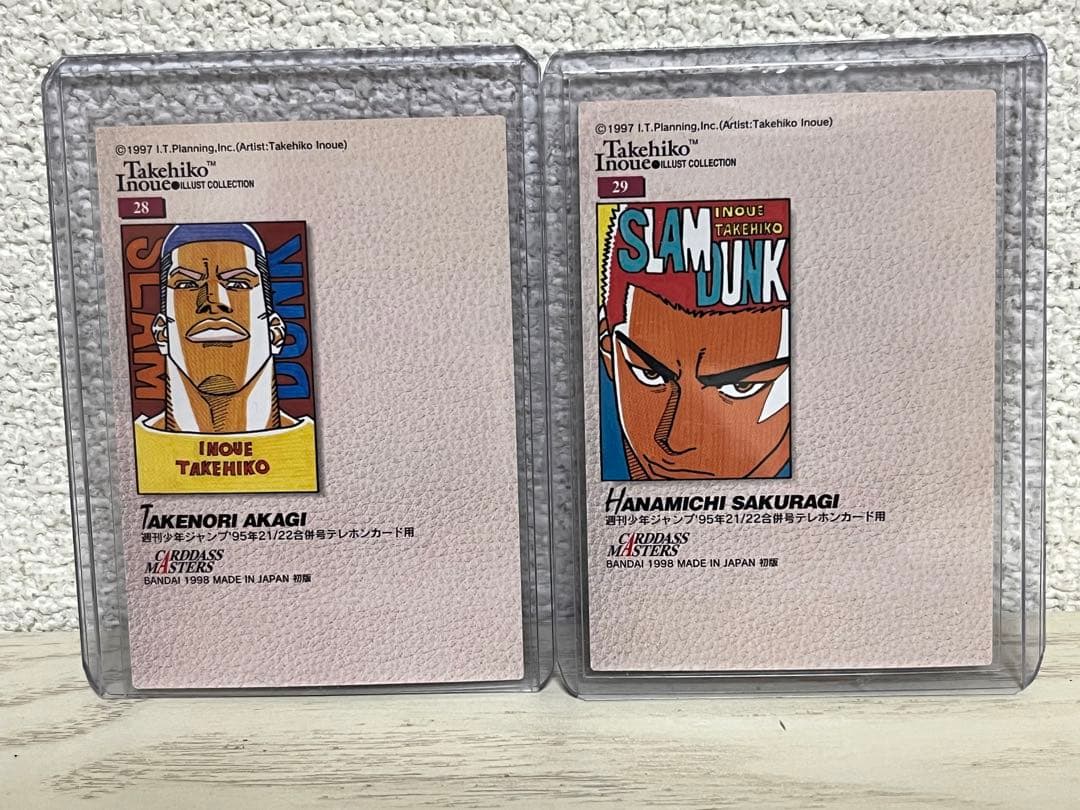 ©1997 I.T.Planning,Inc.(Artist:Takehiko Inoue)
Takehiko™
Inoue●ILLUST COLLECTION
28
SLAM
DUNK
INOUE
TAKEHIKO
TAKENORI AKAGI
週刊少年ジャンプ'95年21/22合併号テレホンカード用
CARDDASS
MASTERS
BANDAI 1998 MADE IN JAPAN 初版
©1997 I.T.Planning,Inc.(Artist:Takehiko Inoue)
Takehiko™
Inoue●ILLUST COLLECTION
29
SLAM
DUNK
INOUE
TAKEHIKO
HANAMICHI SAKURAGI
週刊少年ジャンプ'95年21/22合併号テレホンカード用
CARDDASS
MASTERS
BANDAI 1998 MADE IN JAPAN 初版